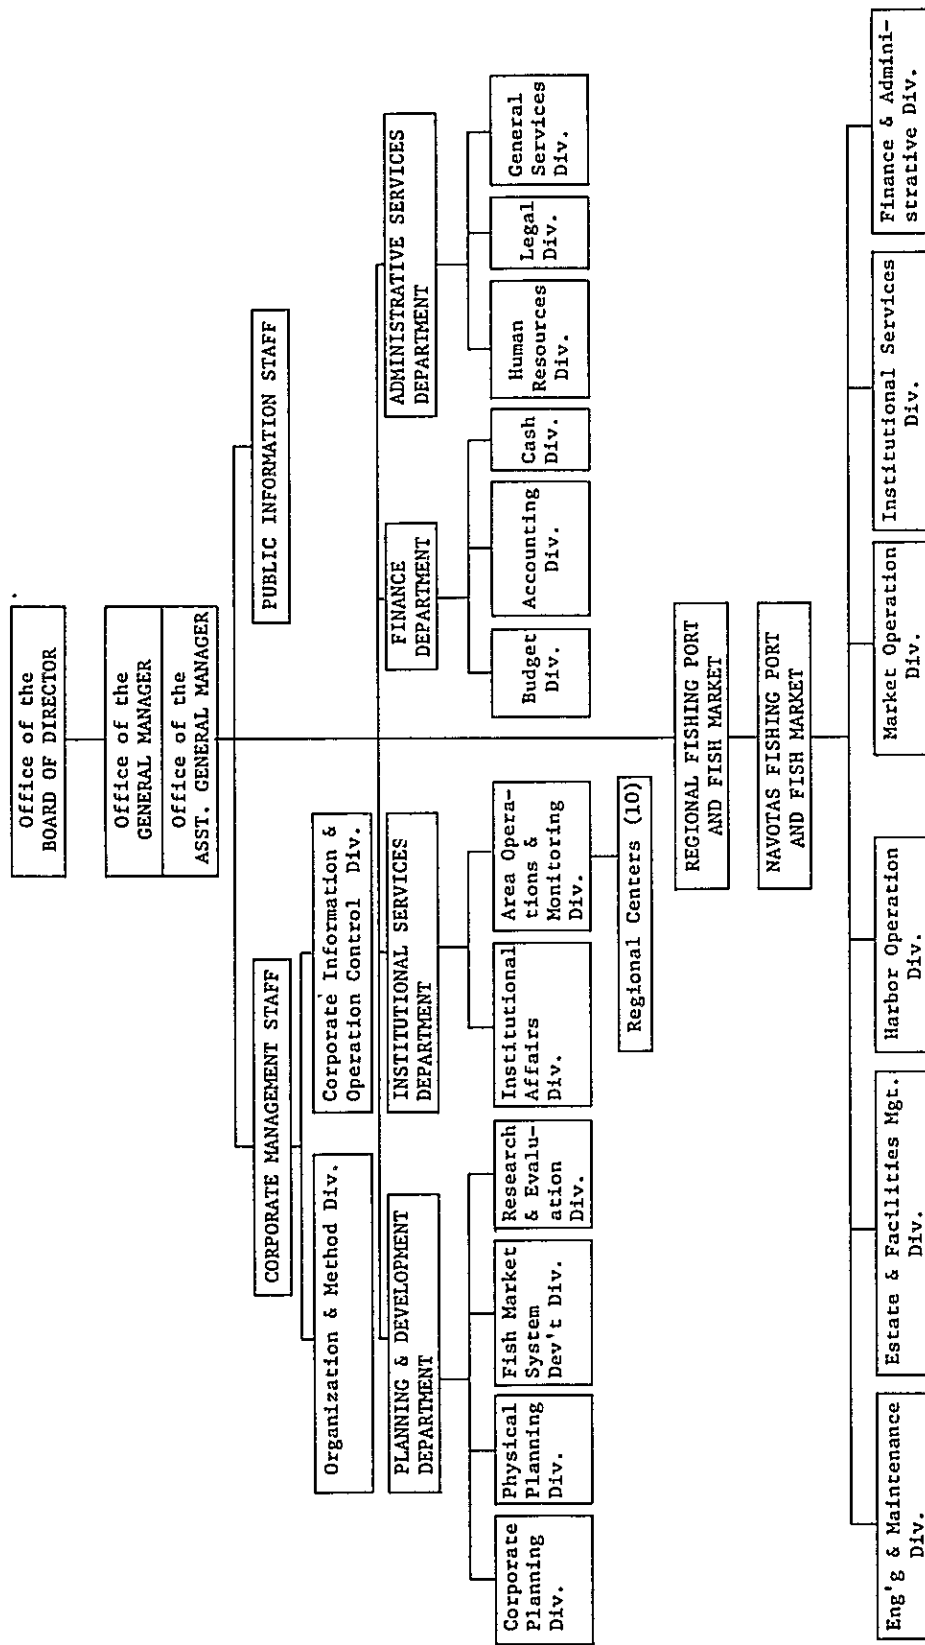 Office of the
BOARD OF DIRECTOR
Office of the
GENERAL MANAGER
Office of the
ASST. GENERAL MANAGER
CORPORATE MANAGEMENT STAFF
PUBLIC INFORMATION STAFF
Organization & Method Div.
Corporate Information &
Operation Control Div.
PLANNING & DEVELOPMENT
DEPARTMENT
INSTITUTIONAL SERVICES
DEPARTMENT
FINANCE
DEPARTMENT
ADMINISTRATIVE SERVICES
DEPARTMENT
Corporate
Planning
Div.
Physical
Planning
Div.
Fish Market
System
Dev't Div.
Research
& Evalu-
ation
Div.
Institutional
Affairs
Div.
Area Opera-
tions &
Monitoring
Div.
Budget
Div.
Accounting
Div.
Cash
Div.
Human
Resources
Div.
Legal
Div.
General
Services
Div.
Regional Centers (10)
REGIONAL FISHING PORT
AND FISH MARKET
NAVOTAS FISHING PORT
AND FISH MARKET
Eng'g & Maintenance
Div.
Estate & Facilities Mgt.
Div.
Harbor Operation
Div.
Market Operation
Div.
Institutional Services
Div.
Finance & Admini-
strative Div.